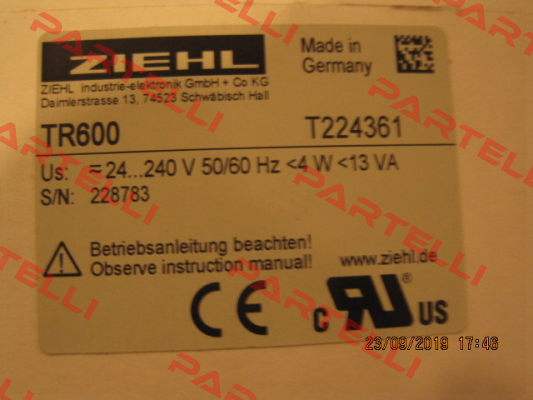 ZIEHL
Made in
Germany
ZIEHL industrie-elektronik GmbH + Co KG
Daimlerstrasse 13, 74523 Schwäbisch Hall
TR600 T224361
Us: ≂ 24...240 V 50/60 Hz <4 W <13 VA
S/N: 228783
Betriebsanleitung beachten!
Observe instruction manual!
www.ziehl.de
CE
c RU US
23/09/2019 17:46
PARTELLI
PARTELLI
PARTELLI
PARTELLI
PARTELLI